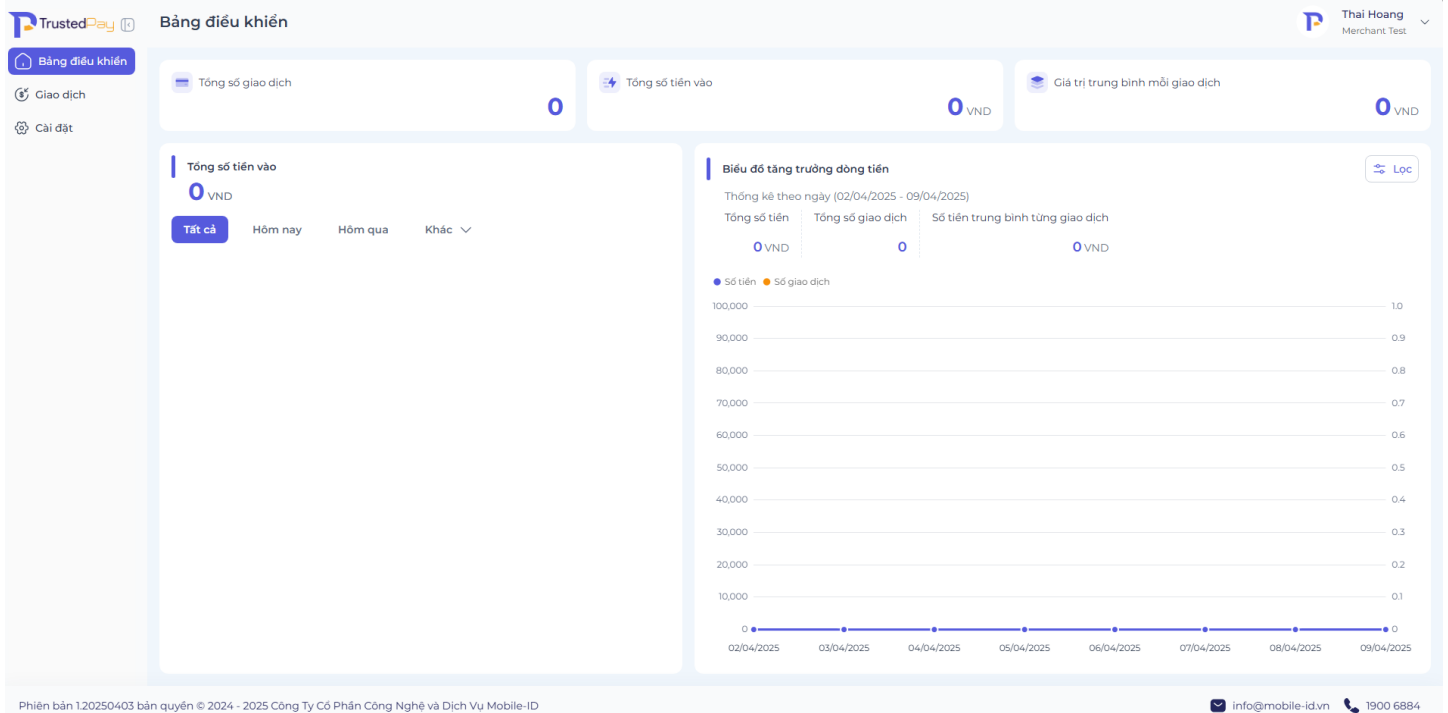 TrustedPay
Bảng điều khiển
Thai Hoang
Merchant Test
Bảng điều khiển
Giao dịch
Cài đặt
Tổng số giao dịch
0
Tổng số tiền vào
0 VND
Giá trị trung bình mỗi giao dịch
0 VND
Tổng số tiền vào
0 VND
Tất cả Hôm nay Hôm qua Khác
Biểu đồ tăng trưởng dòng tiền
Lọc
Thống kê theo ngày (02/04/2025 - 09/04/2025)
Tổng số tiền Tổng số giao dịch Số tiền trung bình từng giao dịch
0 VND 0 0 VND
Số tiền Số giao dịch
100,000 1.0
90,000 0.9
80,000 0.8
70,000 0.7
60,000 0.6
50,000 0.5
40,000 0.4
30,000 0.3
20,000 0.2
10,000 0.1
0 0
02/04/2025 03/04/2025 04/04/2025 05/04/2025 06/04/2025 07/04/2025 08/04/2025 09/04/2025
Phiên bản 1.20250403 bản quyền © 2024 - 2025 Công Ty Cổ Phần Công Nghệ và Dịch Vụ Mobile-ID
info@mobile-id.vn 1900 6884